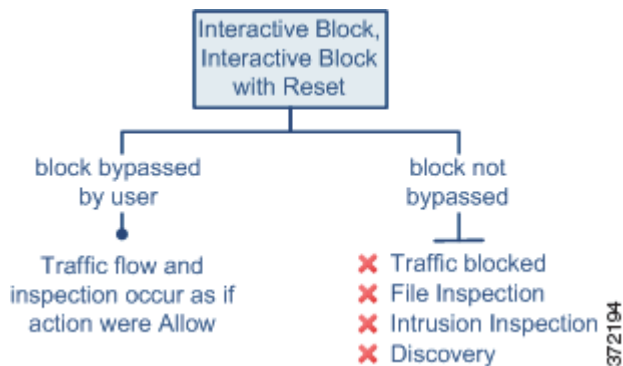 Interactive Block,
Interactive Block
with Reset
block bypassed
by user
Traffic flow and
inspection occur as if
action were Allow
block not
bypassed
Traffic blocked
File Inspection
Intrusion Inspection
Discovery
372194